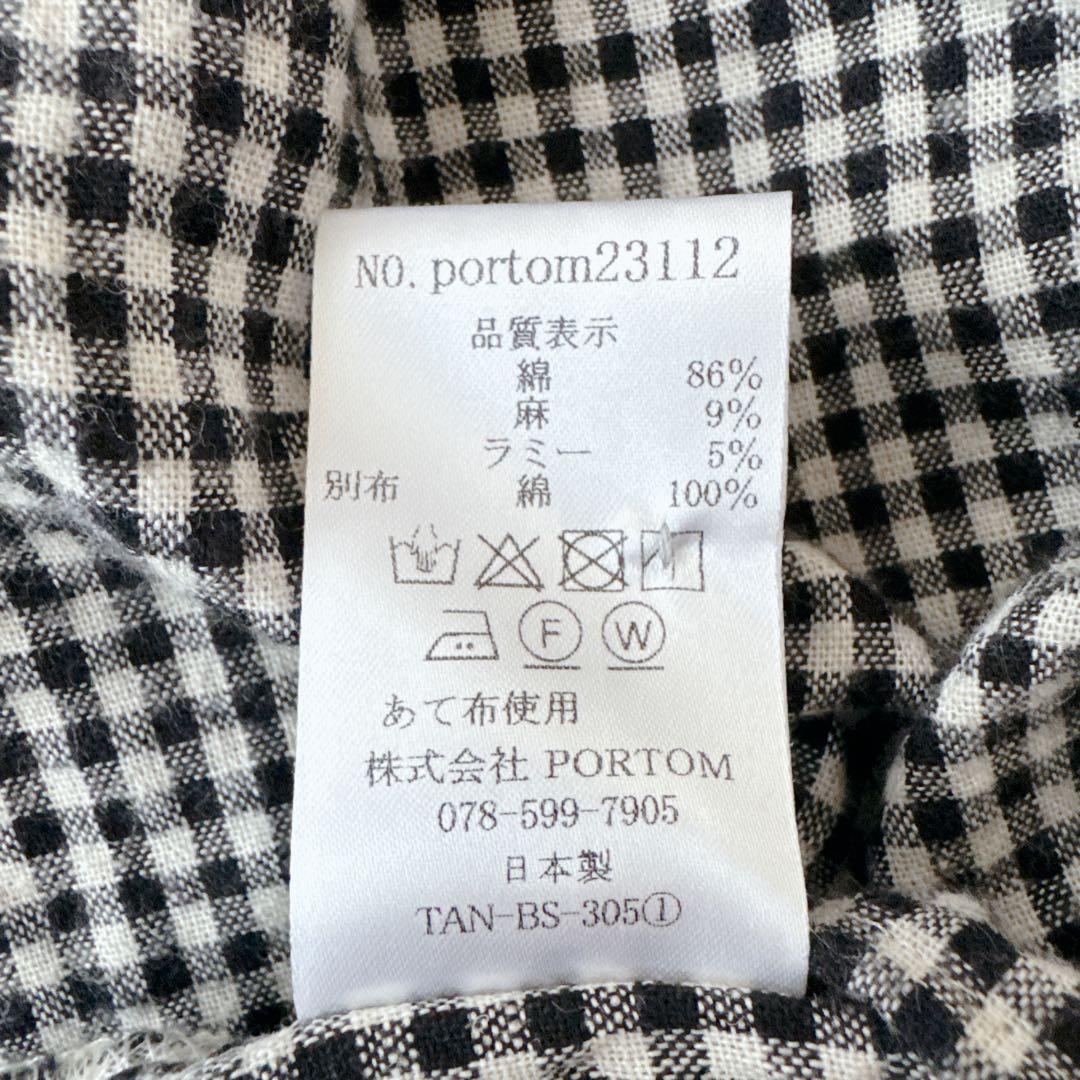 NO. portom23112
品質表示
綿 86%
麻 9%
ラミー 5%
別布 綿 100%
F W
あて布使用
株式会社 PORTOM
078-599-7905
日本製
TAN-BS-305①